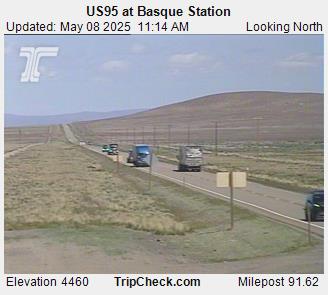 US95 at Basque Station
Updated: May 08 2025 11:14 AM Looking North
Elevation 4460 TripCheck.com Milepost 91.62